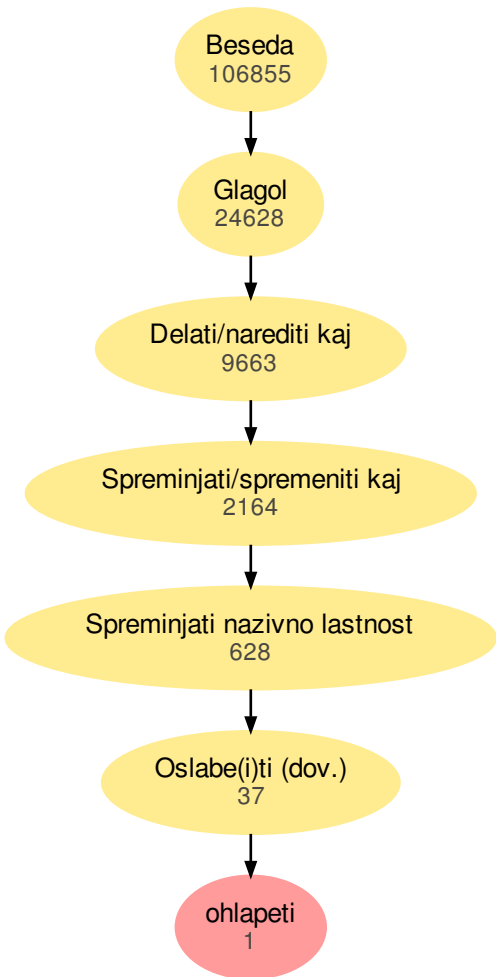 Beseda
106855
Glagol
24628
Delati/narediti kaj
9663
Spreminjati/spremeniti kaj
2164
Spreminjati nazivno lastnost
628
Oslabe(i)ti (dov.)
37
ohlapeti
1